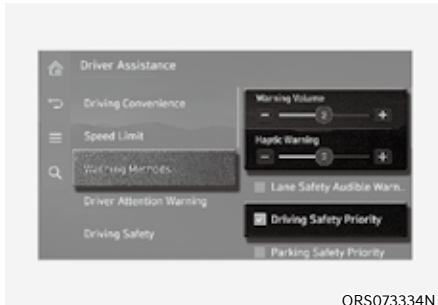 Driver Assistance
Driving Convenience
Speed Limit
Warning Methods
Driver Attention Warning
Driving Safety
Warning Volume
- 2 +
Haptic Warning
-  +
Lane Safety Audible Warn.
Driving Safety Priority
Parking Safety Priority
ORS073334N